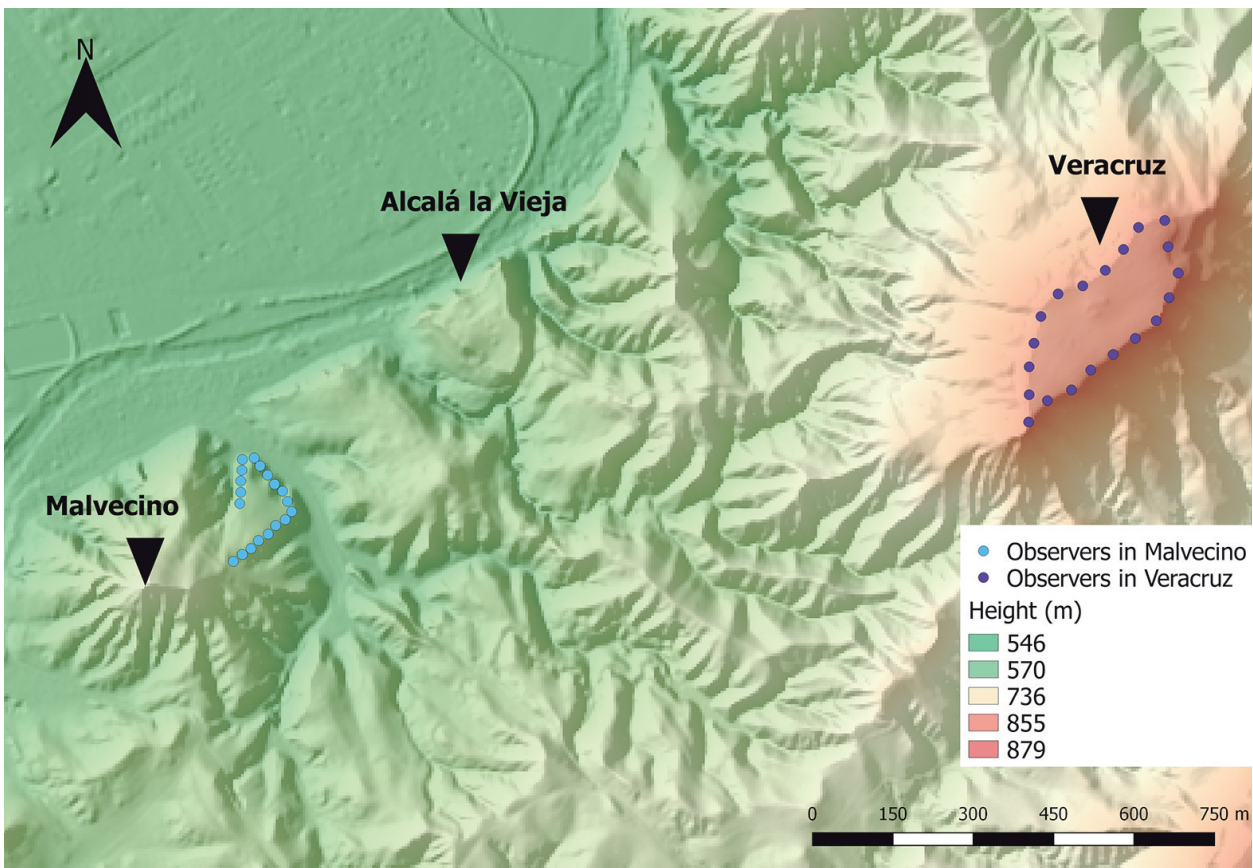 N
Veracruz
Alcalá la Vieja
Malvecino
Observers in Malvecino
Observers in Veracruz
Height (m)
546
570
736
855
879
0 150 300 450 600 750 m